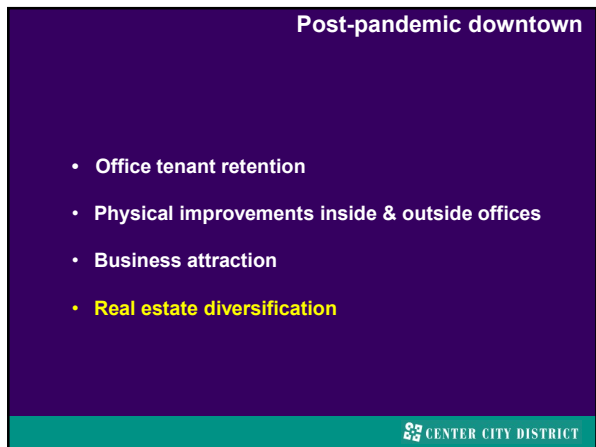 Post-pandemic downtown
• Office tenant retention
• Physical improvements inside & outside offices
• Business attraction
• Real estate diversification
CENTER CITY DISTRICT